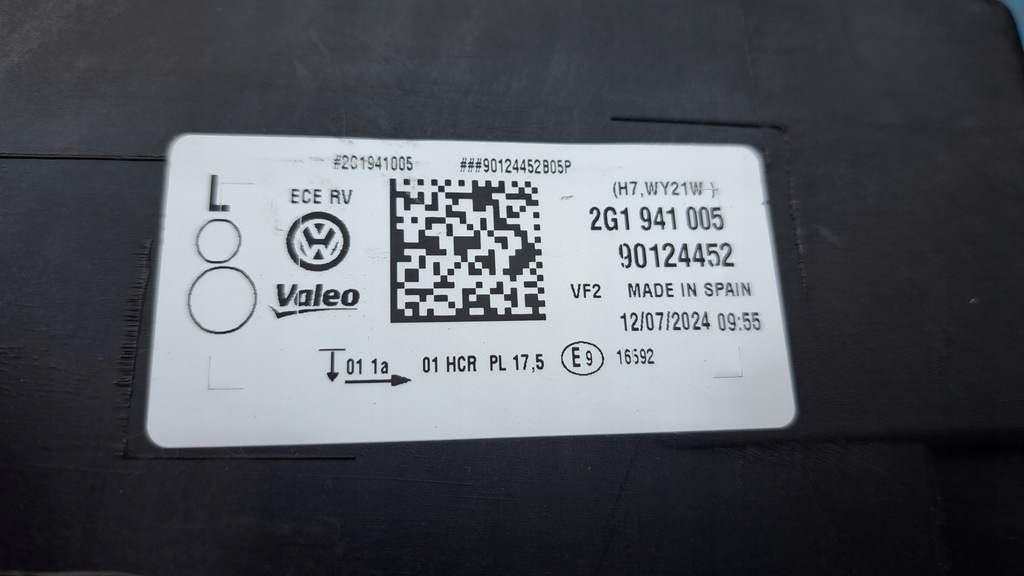 #2G1941005 ###90124452B05P
L
ECE RV
(H7,WY21W )
2G1 941 005
90124452
Valeo
VF2 MADE IN SPAIN
12/07/2024 09:55
01 1a 01 HCR PL 17,5 E9 16592